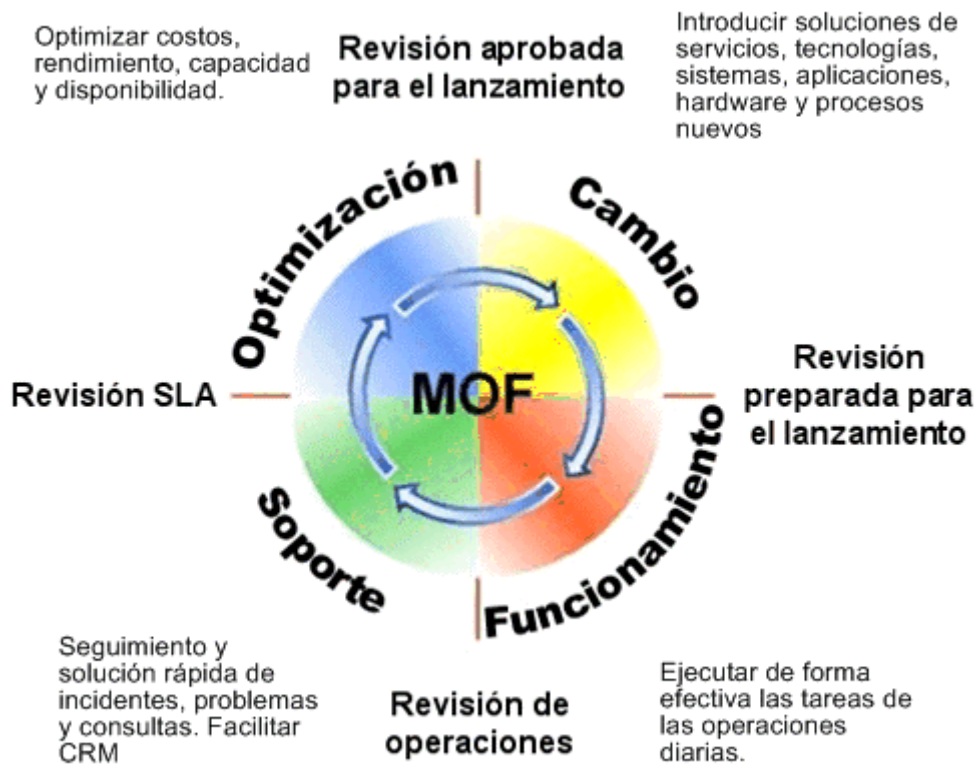 Optimizar costos,
rendimiento, capacidad
y disponibilidad.
Revisión aprobada
para el lanzamiento
Introducir soluciones de
servicios, tecnologías,
sistemas, aplicaciones,
hardware y procesos
nuevos
Optimización
Cambio
Revisión SLA
MOF
Revisión
preparada para
el lanzamiento
Soporte
Funcionamiento
Seguimiento y
solución rápida de
incidentes, problemas
y consultas. Facilitar
CRM
Revisión de
operaciones
Ejecutar de forma
efectiva las tareas de
las operaciones
diarias.